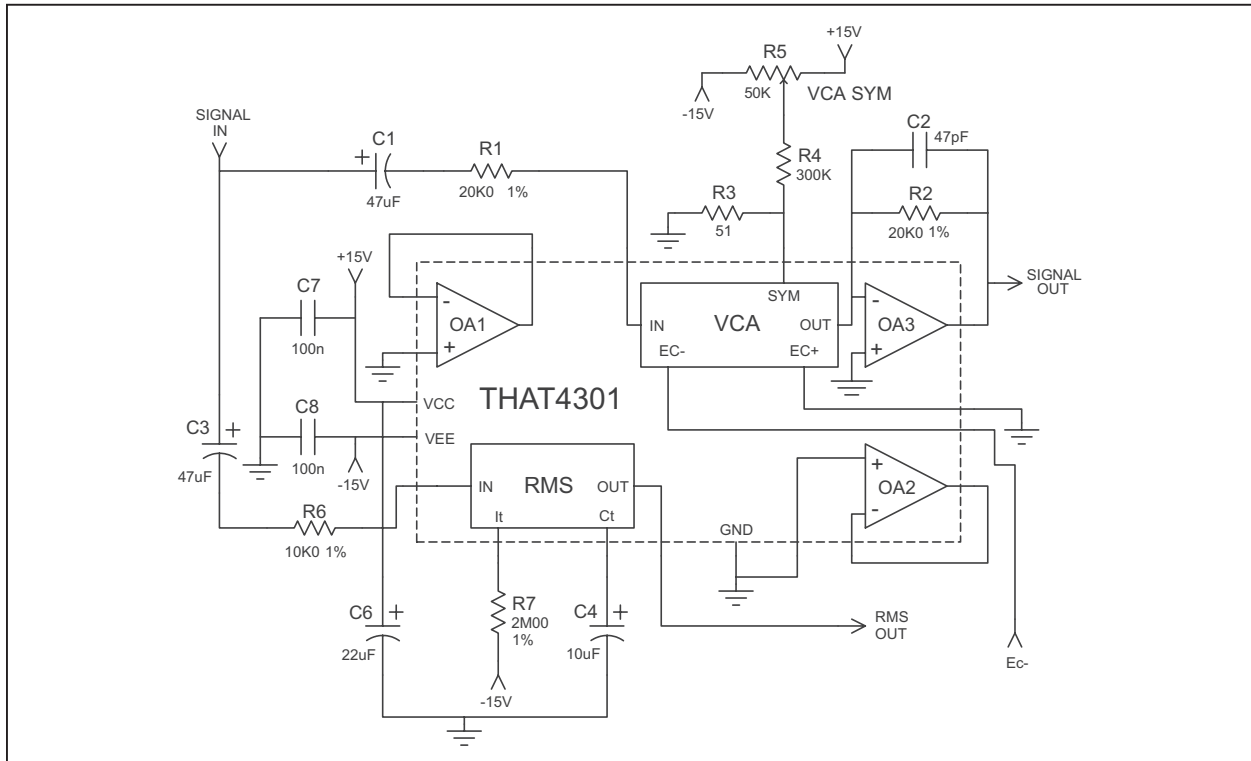 +15V
R5
50K
VCA SYM
-15V
SIGNAL
IN
C1
+
47uF
R1
20K0 1%
R4
300K
R3
51
C2
47pF
R2
20K0 1%
+15V
C7
100n
-
OA1
+
SYM
IN
VCA
OUT
EC-
EC+
-
OA3
+
SIGNAL
OUT
VCC
THAT4301
C8
100n
VEE
-15V
C3
+
47uF
IN
RMS
OUT
It
Ct
+
OA2
-
GND
R6
10K0 1%
C6
+
22uF
R7
2M00
1%
-15V
C4
+
10uF
RMS
OUT
Ec-